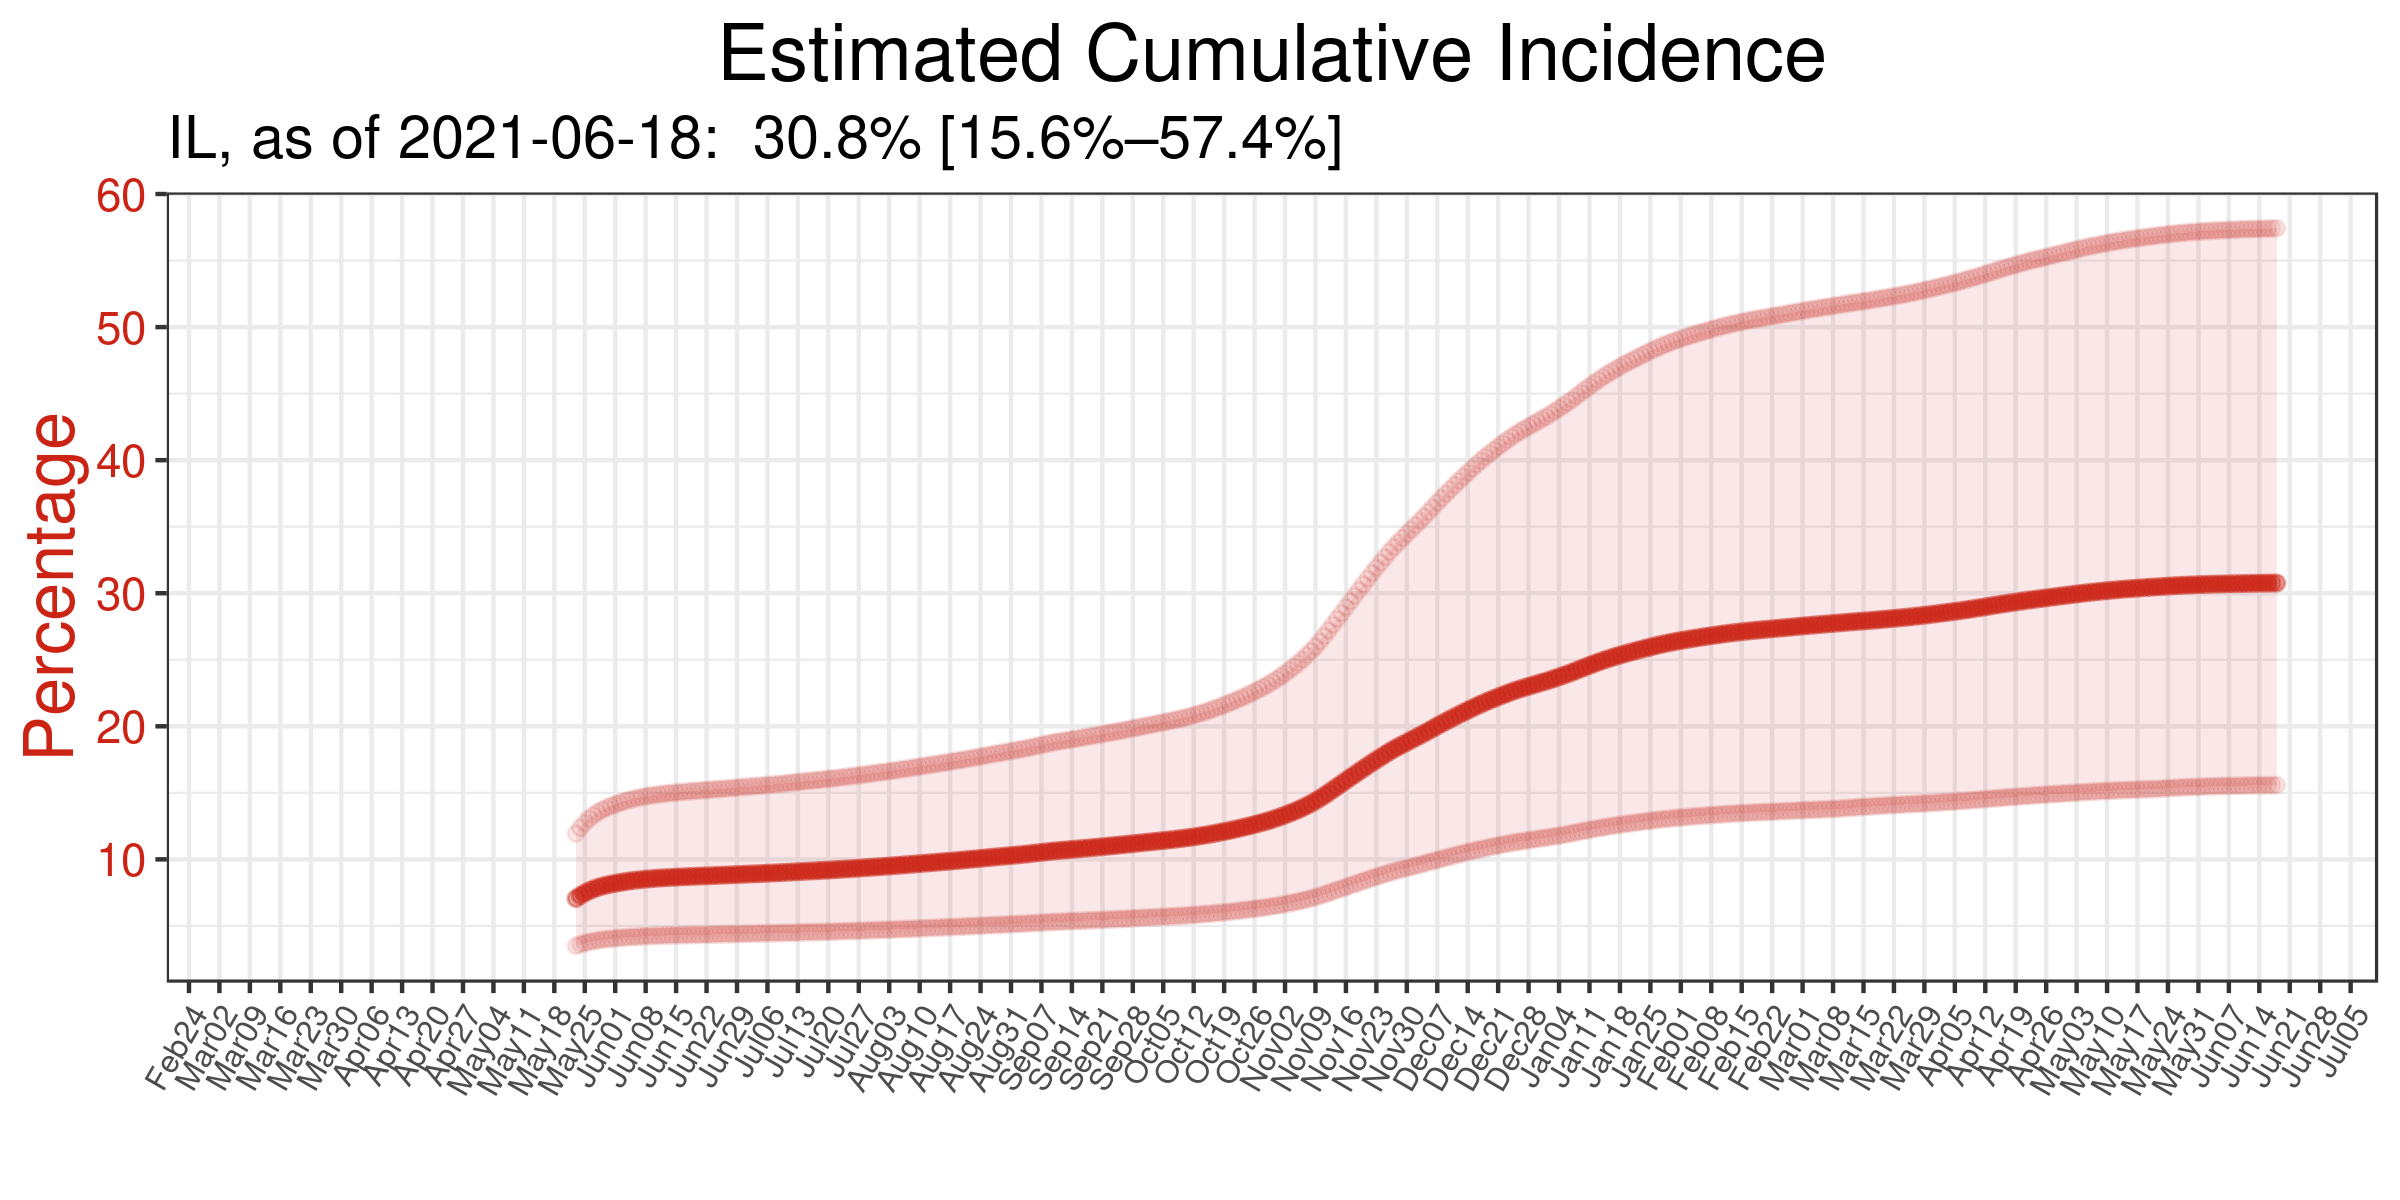 Estimated Cumulative Incidence
IL, as of 2021-06-18:  30.8% [15.6%–57.4%]
Percentage
60
50
40
30
20
10
Feb24
Mar02
Mar09
Mar16
Mar23
Mar30
Apr06
Apr13
Apr20
Apr27
May04
May11
May18
May25
Jun01
Jun08
Jun15
Jun22
Jun29
Jul06
Jul13
Jul20
Jul27
Aug03
Aug10
Aug17
Aug24
Aug31
Sep07
Sep14
Sep21
Sep28
Oct05
Oct12
Oct19
Oct26
Nov02
Nov09
Nov16
Nov23
Nov30
Dec07
Dec14
Dec21
Dec28
Jan04
Jan11
Jan18
Jan25
Feb01
Feb08
Feb15
Feb22
Mar01
Mar08
Mar15
Mar22
Mar29
Apr05
Apr12
Apr19
Apr26
May03
May10
May17
May24
May31
Jun07
Jun14
Jun21
Jun28
Jul05